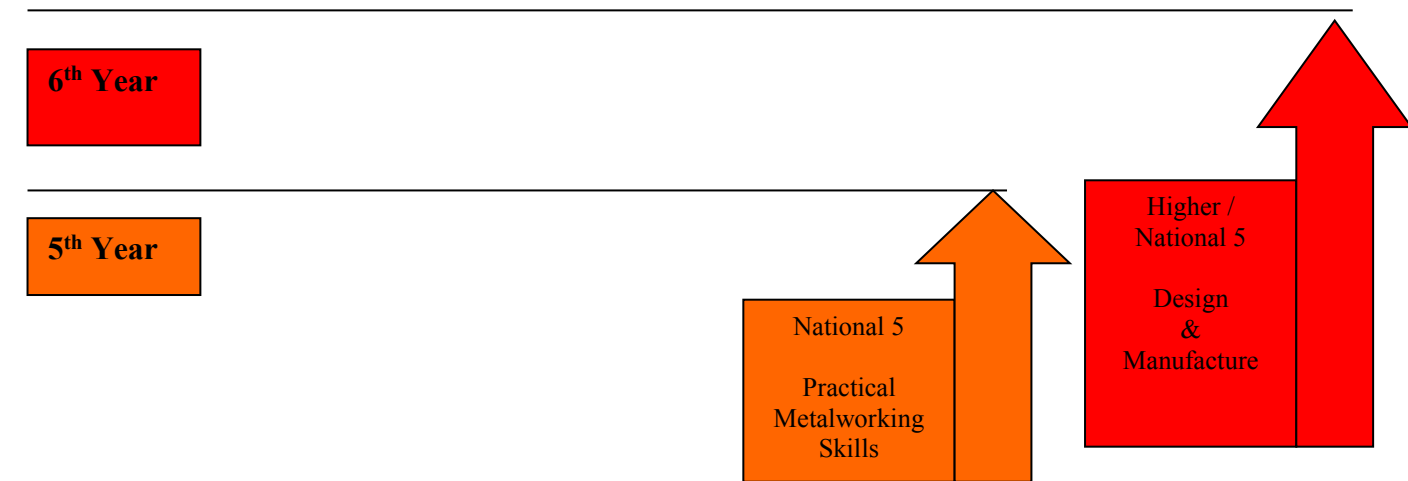 6th Year
5th Year
Higher /
National 5
Design
&
Manufacture
National 5
Practical
Metalworking
Skills